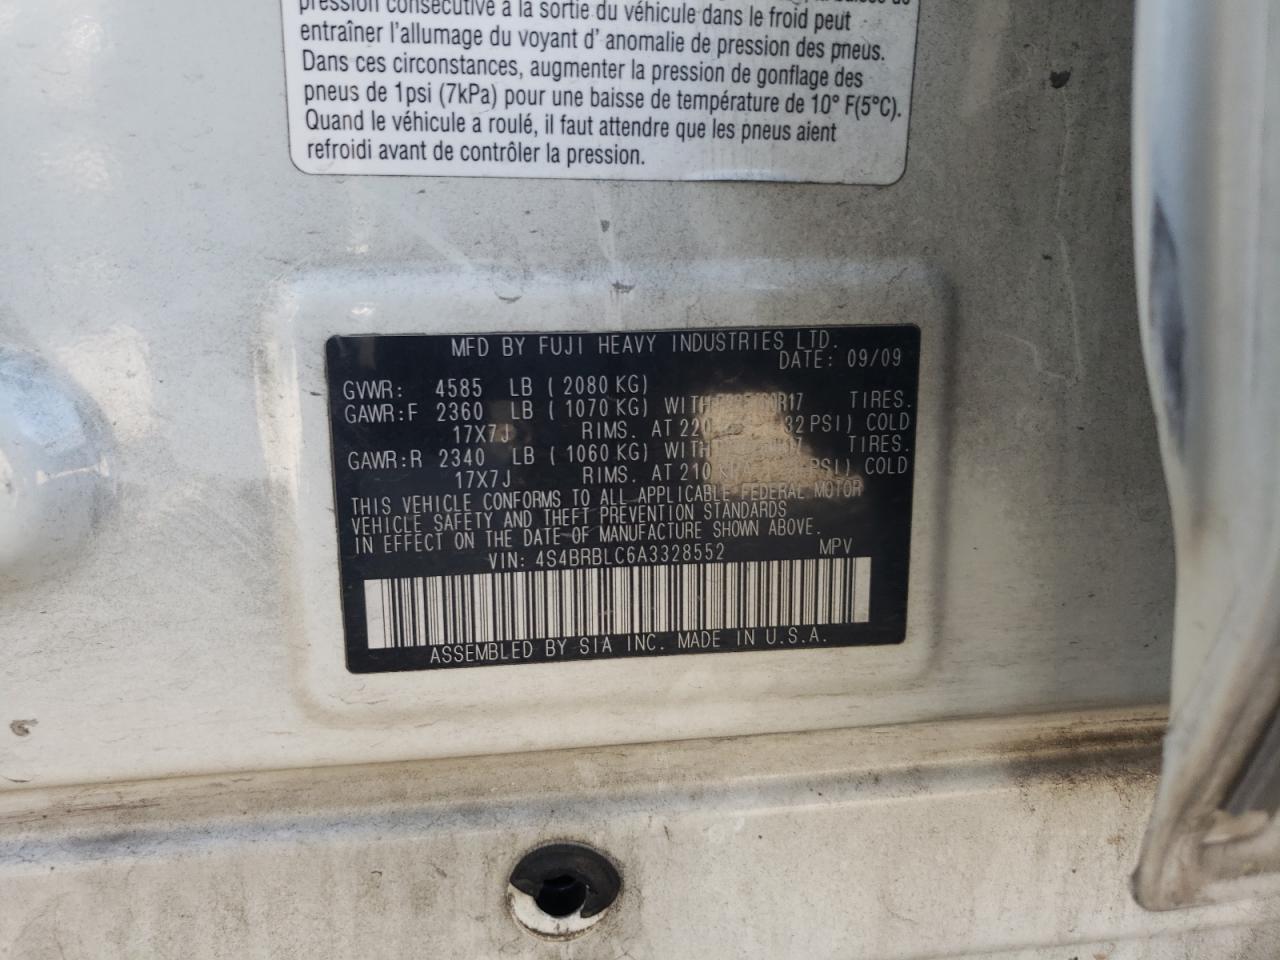 pression consécutive à la sortie du véhicule dans le froid peut
entraîner l'allumage du voyant d' anomalie de pression des pneus.
Dans ces circonstances, augmenter la pression de gonflage des
pneus de 1psi (7kPa) pour une baisse de température de 10° F(5°C).
Quand le véhicule a roulé, il faut attendre que les pneus aient
refroidi avant de contrôler la pression.
MFD BY FUJI HEAVY INDUSTRIES LTD.
DATE: 09/09
GVWR: 4585 LB ( 2080 KG)
GAWR:F 2360 LB ( 1070 KG) WITH TIRES.
17X7J RIMS. AT 220 32 PSI) COLD
GAWR:R 2340 LB ( 1060 KG) WITH TIRES.
17X7J RIMS. AT 210 PSI) COLD
THIS VEHICLE CONFORMS TO ALL APPLICABLE FEDERAL MOTOR
VEHICLE SAFETY AND THEFT PREVENTION STANDARDS
IN EFFECT ON THE DATE OF MANUFACTURE SHOWN ABOVE.
VIN: 4S4BRBLC6A3328552 MPV
ASSEMBLED BY SIA INC. MADE IN U.S.A.